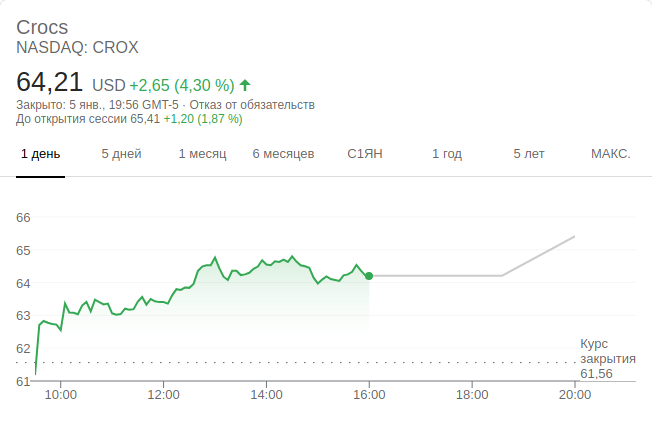 Crocs
NASDAQ: CROX
64,21 USD +2,65 (4,30 %)
Закрыто: 5 янв., 19:56 GMT-5 · Отказ от обязательств
До открытия сессии 65,41 +1,20 (1,87 %)
1 день 5 дней 1 месяц 6 месяцев С1ЯН 1 год 5 лет МАКС.
66
65
64
63
62
61
Курс
закрытия
61,56
10:00 12:00 14:00 16:00 18:00 20:00